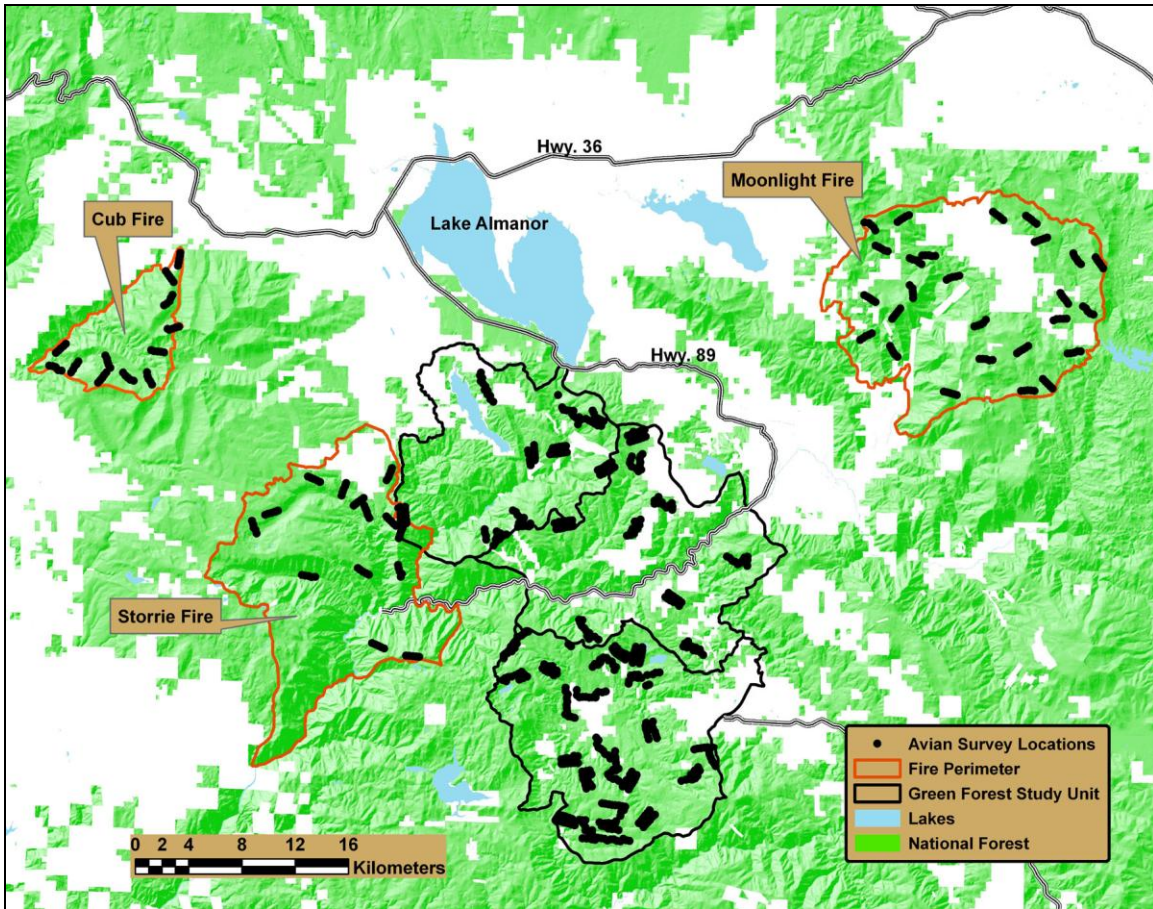 Hwy. 36
Moonlight Fire
Cub Fire
Lake Almanor
Hwy. 89
Storrie Fire
Avian Survey Locations
Fire Perimeter
Green Forest Study Unit
Lakes
National Forest
0 2 4 8 12 16
Kilometers